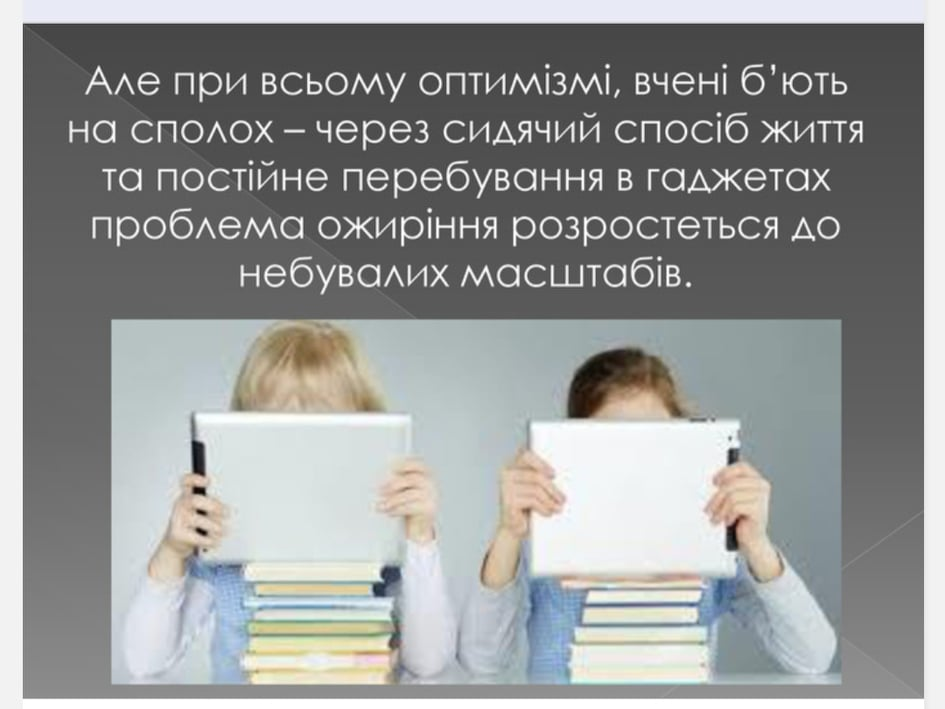 Але при всьому оптимізмі, вчені б’ють
на сполох – через сидячий спосіб життя
та постійне перебування в гаджетах
проблема ожиріння розростеться до
небувалих масштабів.